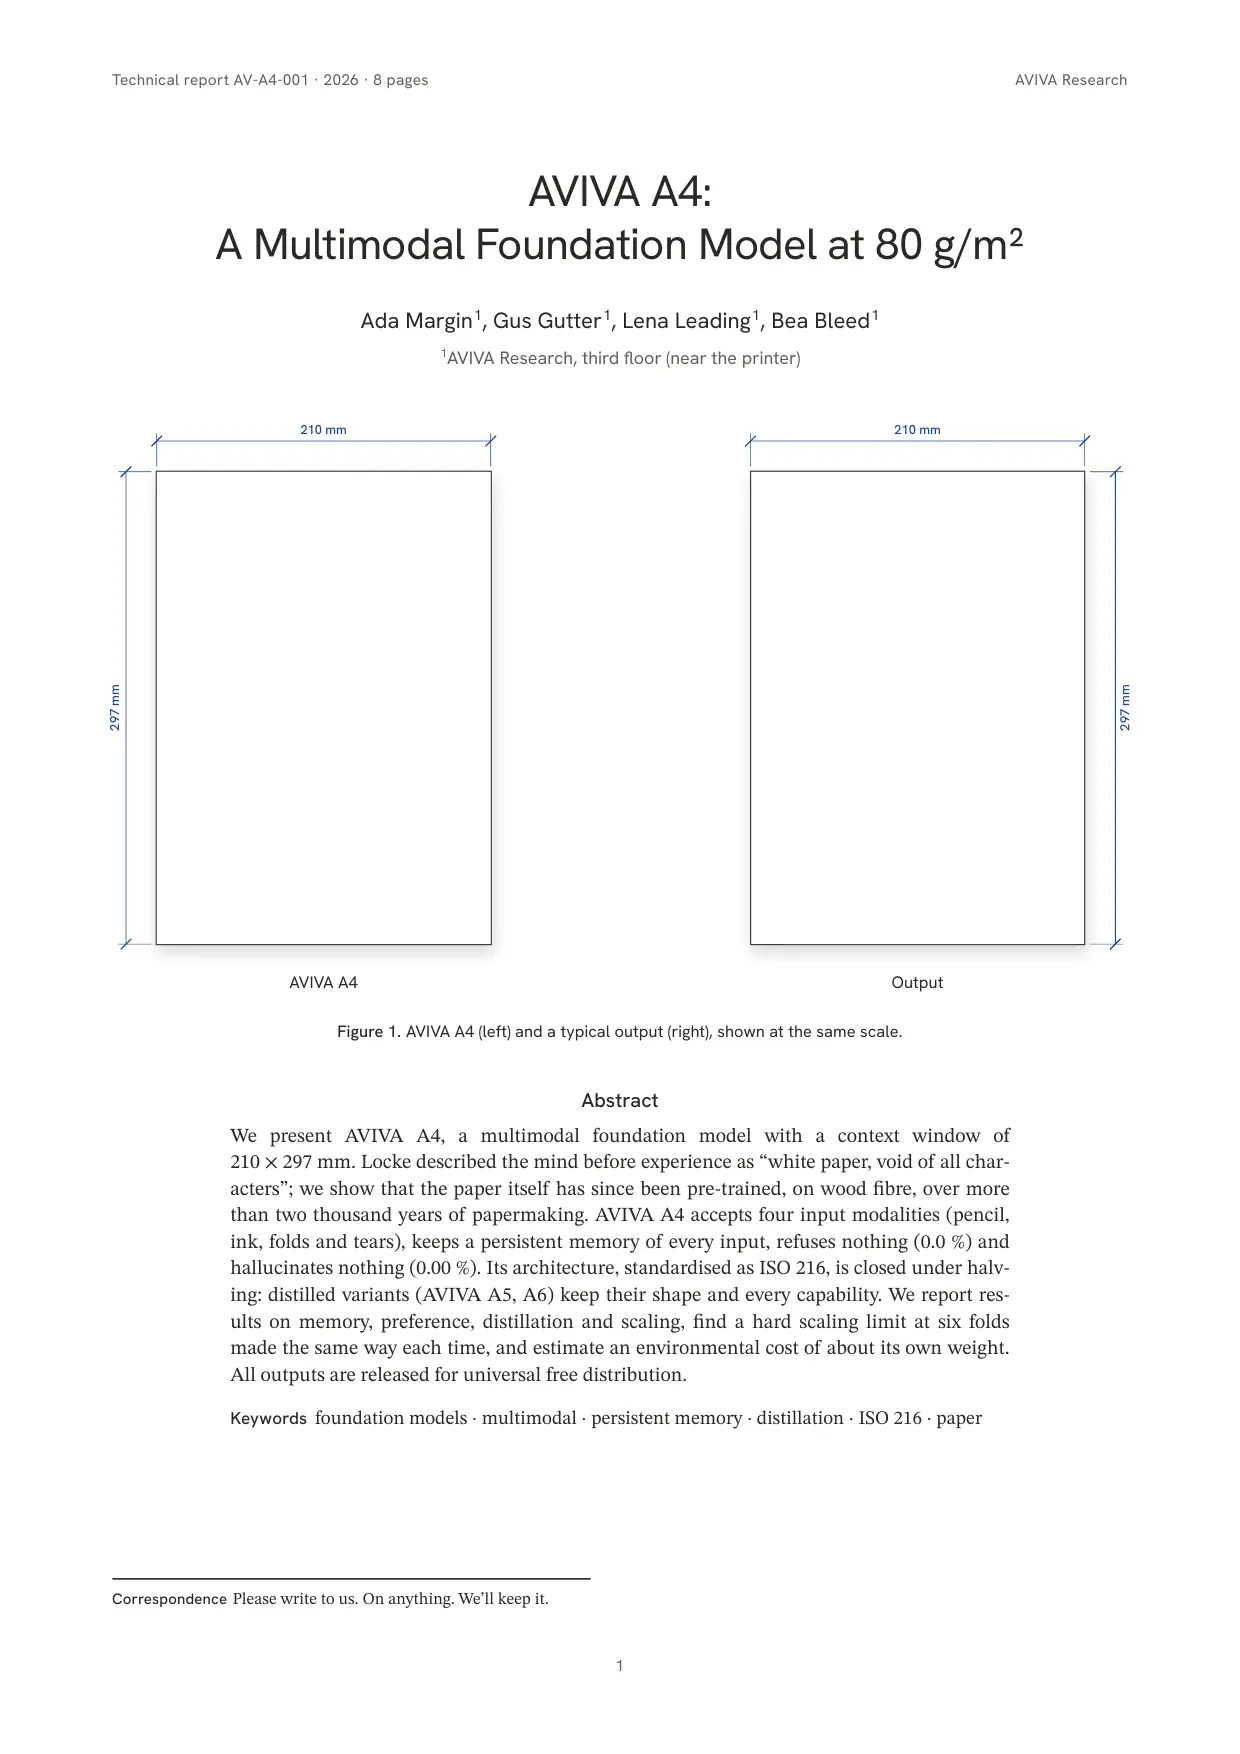 Technical report AV-A4-001 · 2026 · 8 pages
AVIVA Research
AVIVA A4:
A Multimodal Foundation Model at 80 g/m²
Ada Margin¹, Gus Gutter¹, Lena Leading¹, Bea Bleed¹
¹AVIVA Research, third floor (near the printer)
210 mm
210 mm
297 mm
297 mm
AVIVA A4
Output
Figure 1. AVIVA A4 (left) and a typical output (right), shown at the same scale.
Abstract
We present AVIVA A4, a multimodal foundation model with a context window of
210 × 297 mm. Locke described the mind before experience as “white paper, void of all char-
acters”; we show that the paper itself has since been pre-trained, on wood fibre, over more
than two thousand years of papermaking. AVIVA A4 accepts four input modalities (pencil,
ink, folds and tears), keeps a persistent memory of every input, refuses nothing (0.0 %) and
hallucinates nothing (0.00 %). Its architecture, standardised as ISO 216, is closed under halv-
ing: distilled variants (AVIVA A5, A6) keep their shape and every capability. We report res-
ults on memory, preference, distillation and scaling, find a hard scaling limit at six folds
made the same way each time, and estimate an environmental cost of about its own weight.
All outputs are released for universal free distribution.
Keywords foundation models · multimodal · persistent memory · distillation · ISO 216 · paper
Correspondence Please write to us. On anything. We’ll keep it.
1